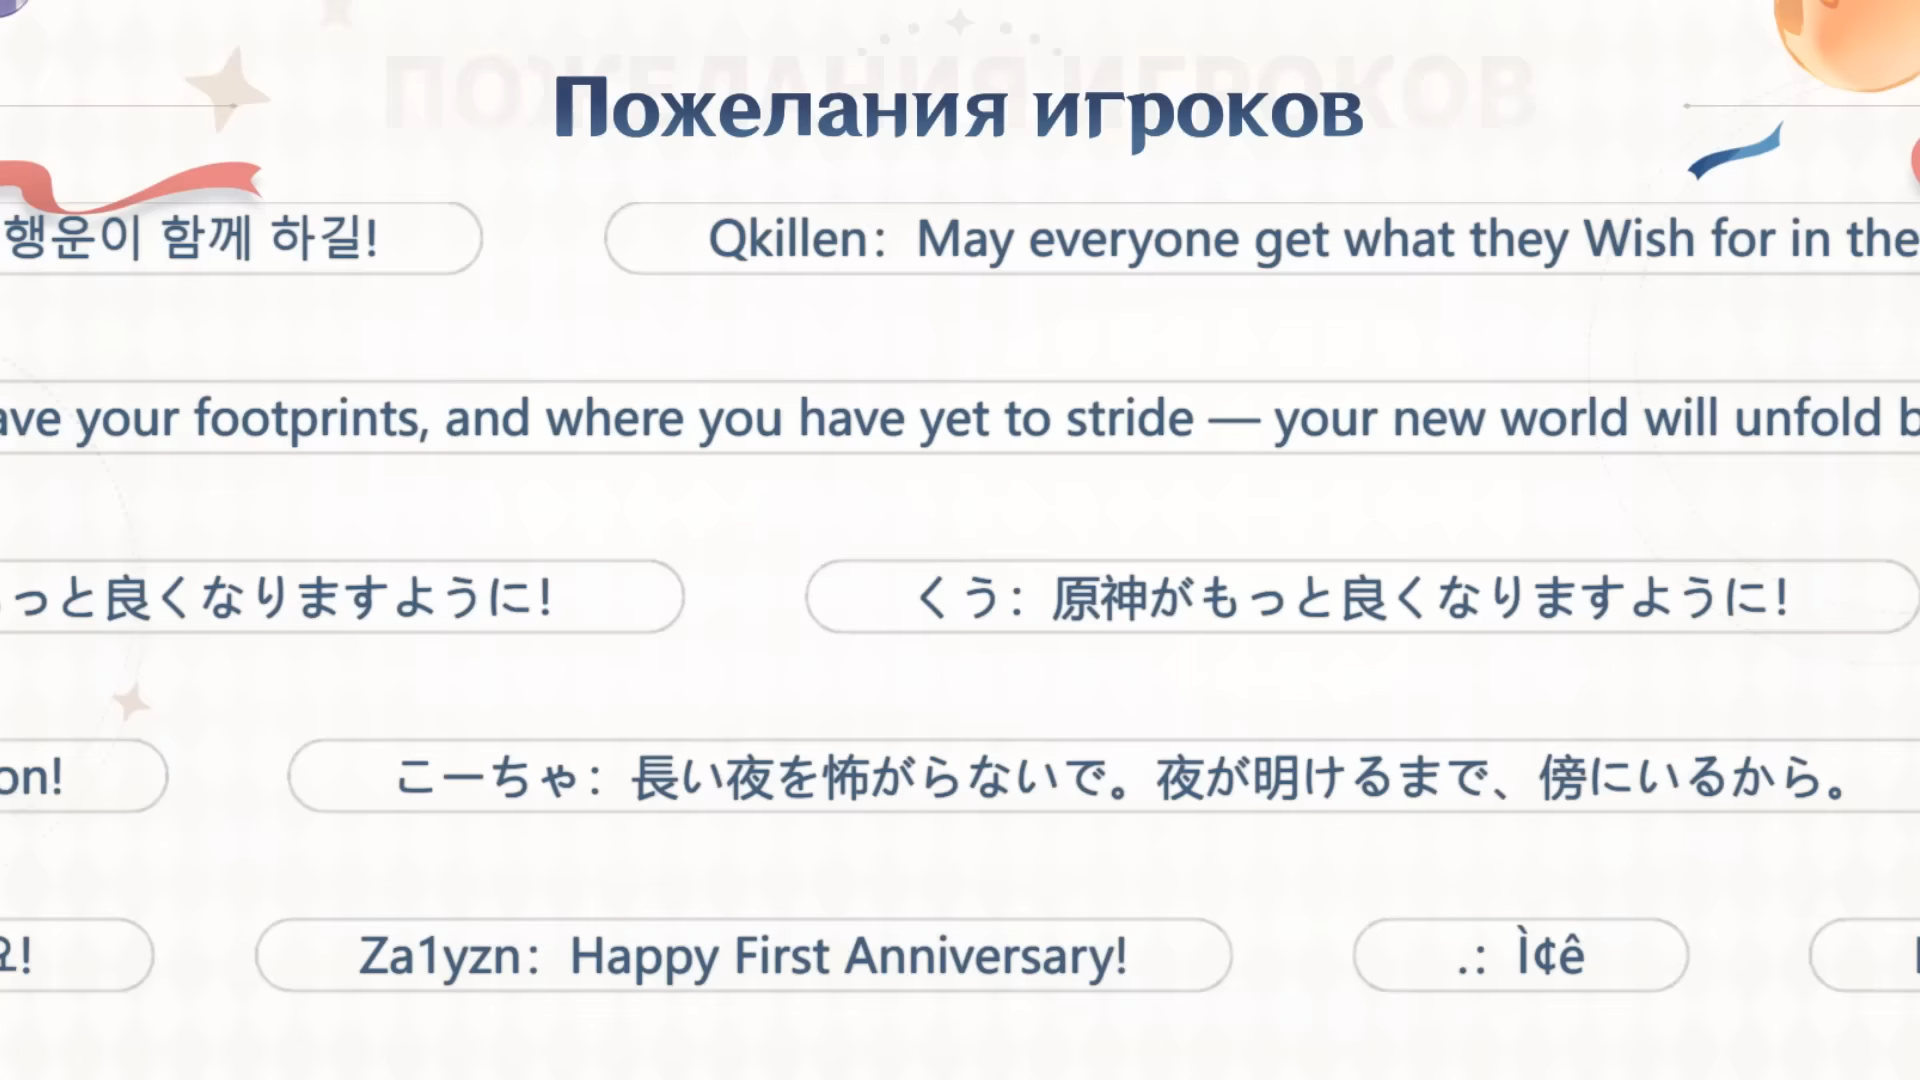 ПОЖЕЛАНИЯ ИГРОКОВ
Пожелания игроков
행운이 함께 하길!
Qkillen: May everyone get what they Wish for in the
your footprints, and where you have yet to stride — your new world will unfold
っと良くなりますように!
くう: 原神がもっと良くなりますように!
on!
こーちゃ: 長い夜を怖がらないで。夜が明けるまで、傍にいるから。
요!
Za1yzn: Happy First Anniversary!
.: Ì¢ê